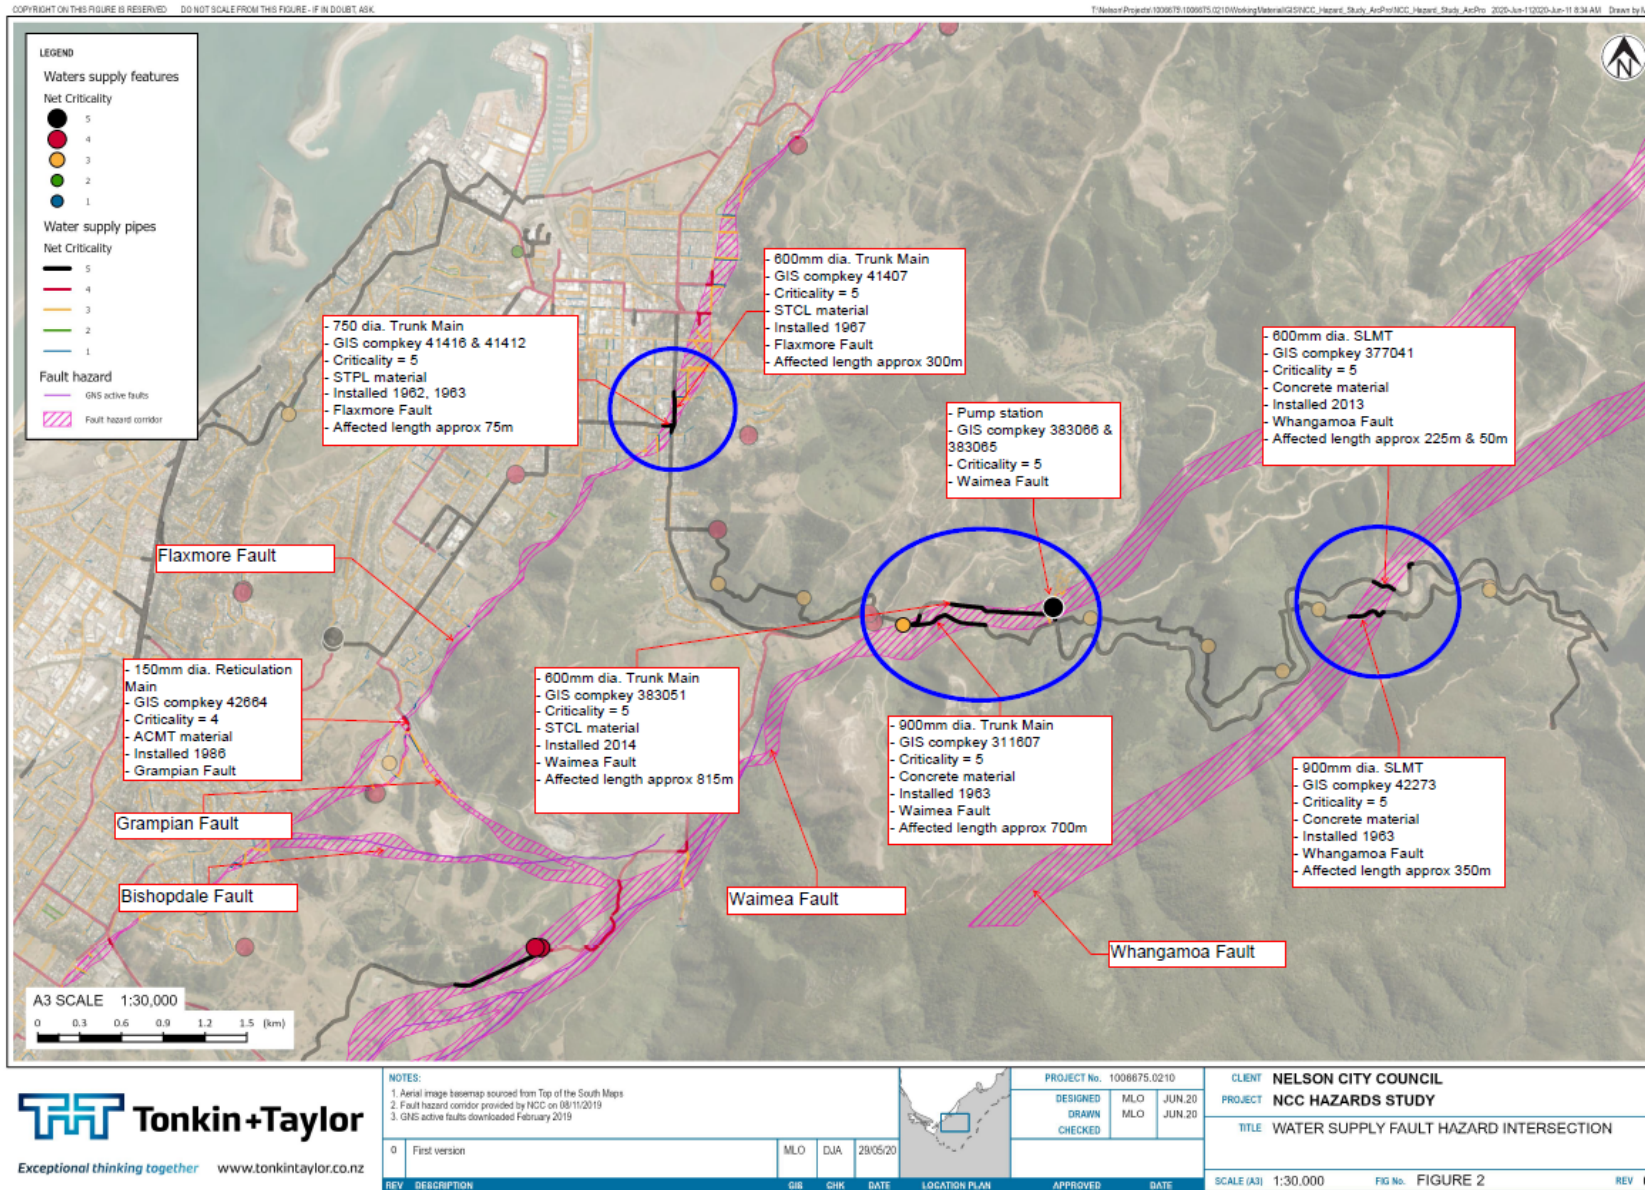 COPYRIGHT ON THIS FIGURE IS RESERVED DO NOT SCALE FROM THIS FIGURE - IF IN DOUBT, ASK.
LEGEND
Waters supply features
Net Criticality
5
4
3
2
1
Water supply pipes
Net Criticality
5
4
3
2
1
Fault hazard
GNS active faults
Fault hazard corridor
N
- 600mm dia. Trunk Main
- GIS compkey 41407
- Criticality = 5
- STCL material
- Installed 1967
- Flaxmore Fault
- Affected length approx 300m
- 750 dia. Trunk Main
- GIS compkey 41416 & 41412
- Criticality = 5
- STPL material
- Installed 1962, 1963
- Flaxmore Fault
- Affected length approx 75m
- 600mm dia. SLMT
- GIS compkey 377041
- Criticality = 5
- Concrete material
- Installed 2013
- Whangamoa Fault
- Affected length approx 225m & 50m
- Pump station
- GIS compkey 383066 &
383065
- Criticality = 5
- Waimea Fault
Flaxmore Fault
- 150mm dia. Reticulation
Main
- GIS compkey 42664
- Criticality = 4
- ACMT material
- Installed 1986
- Grampian Fault
- 600mm dia. Trunk Main
- GIS compkey 383051
- Criticality = 5
- STCL material
- Installed 2014
- Waimea Fault
- Affected length approx 815m
- 900mm dia. Trunk Main
- GIS compkey 311607
- Criticality = 5
- Concrete material
- Installed 1963
- Waimea Fault
- Affected length approx 700m
- 900mm dia. SLMT
- GIS compkey 42273
- Criticality = 5
- Concrete material
- Installed 1963
- Whangamoa Fault
- Affected length approx 350m
Grampian Fault
Bishopdale Fault
Waimea Fault
Whangamoa Fault
A3 SCALE 1:30,000
0 0.3 0.6 0.9 1.2 1.5 (km)
Tonkin+Taylor
Exceptional thinking together www.tonkintaylor.co.nz
NOTES:
1. Aerial image basemap sourced from Top of the South Maps
2. Fault hazard corridor provided by NCC on 08/11/2019
3. GNS active faults downloaded February 2019
0 First version MLO DJA 29/05/20
REV DESCRIPTION GIS CHK DATE
LOCATION PLAN
PROJECT No. 1006675.0210
DESIGNED MLO JUN.20
DRAWN MLO JUN.20
CHECKED
APPROVED DATE
CLIENT NELSON CITY COUNCIL
PROJECT NCC HAZARDS STUDY
TITLE WATER SUPPLY FAULT HAZARD INTERSECTION
SCALE (A3) 1:30.000 FIG No. FIGURE 2 REV